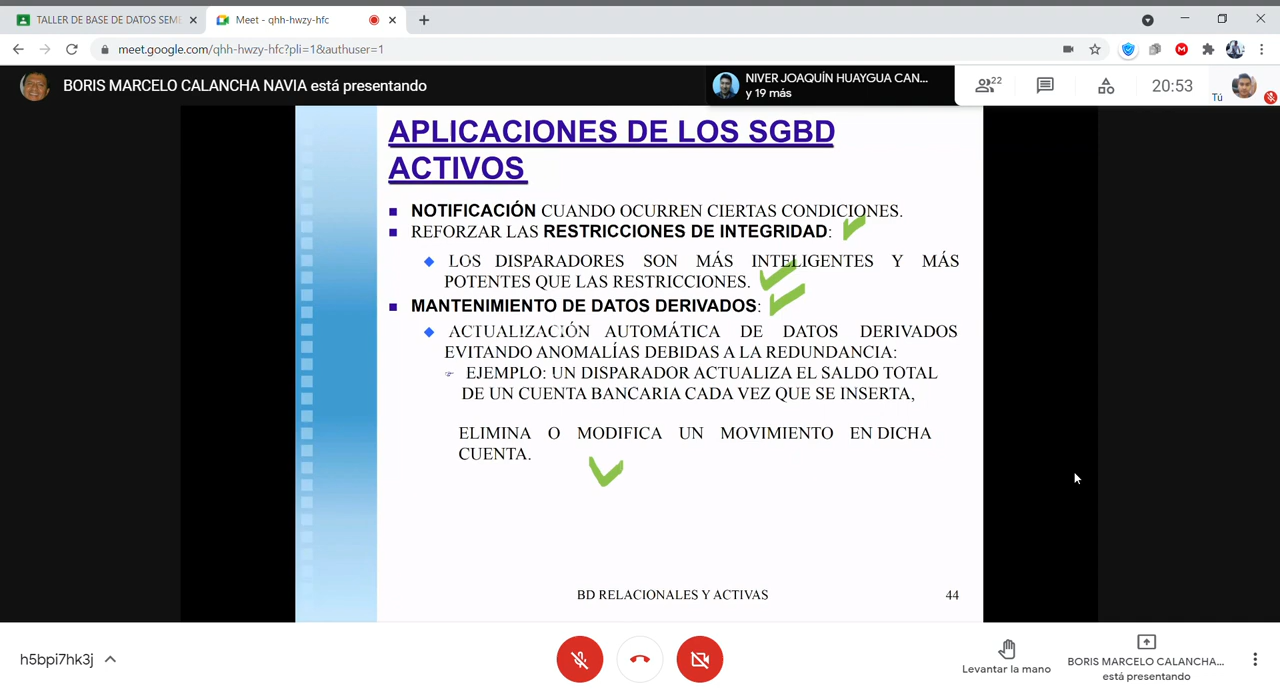 TALLER DE BASE DE DATOS SEM
Meet - qhh-hwzy-hfc
meet.google.com/qhh-hwzy-hfc?pli=1&authuser=1
BORIS MARCELO CALANCHA NAVIA está presentando
NIVER JOAQUÍN HUAYGUA CAN...
y 19 más
22
20:53
Tú
APLICACIONES DE LOS SGBD
ACTIVOS
NOTIFICACIÓN CUANDO OCURREN CIERTAS CONDICIONES.
REFORZAR LAS RESTRICCIONES DE INTEGRIDAD:
LOS DISPARADORES SON MÁS INTELIGENTES Y MÁS
POTENTES QUE LAS RESTRICCIONES.
MANTENIMIENTO DE DATOS DERIVADOS:
ACTUALIZACIÓN AUTOMÁTICA DE DATOS DERIVADOS
EVITANDO ANOMALÍAS DEBIDAS A LA REDUNDANCIA:
EJEMPLO: UN DISPARADOR ACTUALIZA EL SALDO TOTAL
DE UN CUENTA BANCARIA CADA VEZ QUE SE INSERTA,
ELIMINA O MODIFICA UN MOVIMIENTO EN DICHA
CUENTA.
BD RELACIONALES Y ACTIVAS
44
h5bpi7hk3j
Levantar la mano
BORIS MARCELO CALANCHA...
está presentando